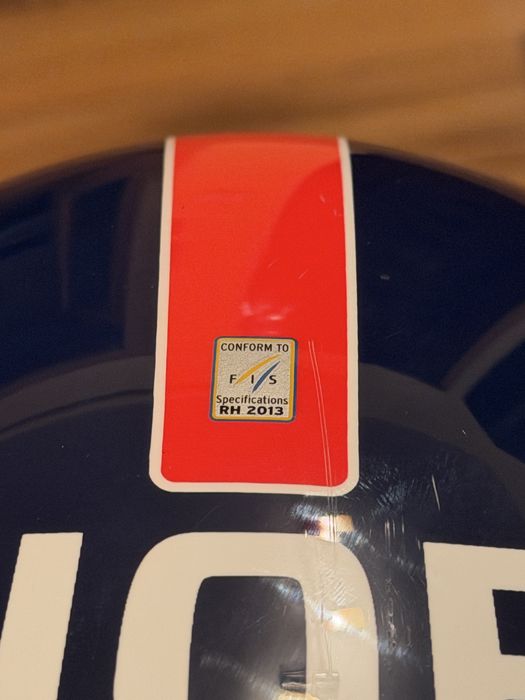 CONFORM TO
FIS
Specifications
RH 2013